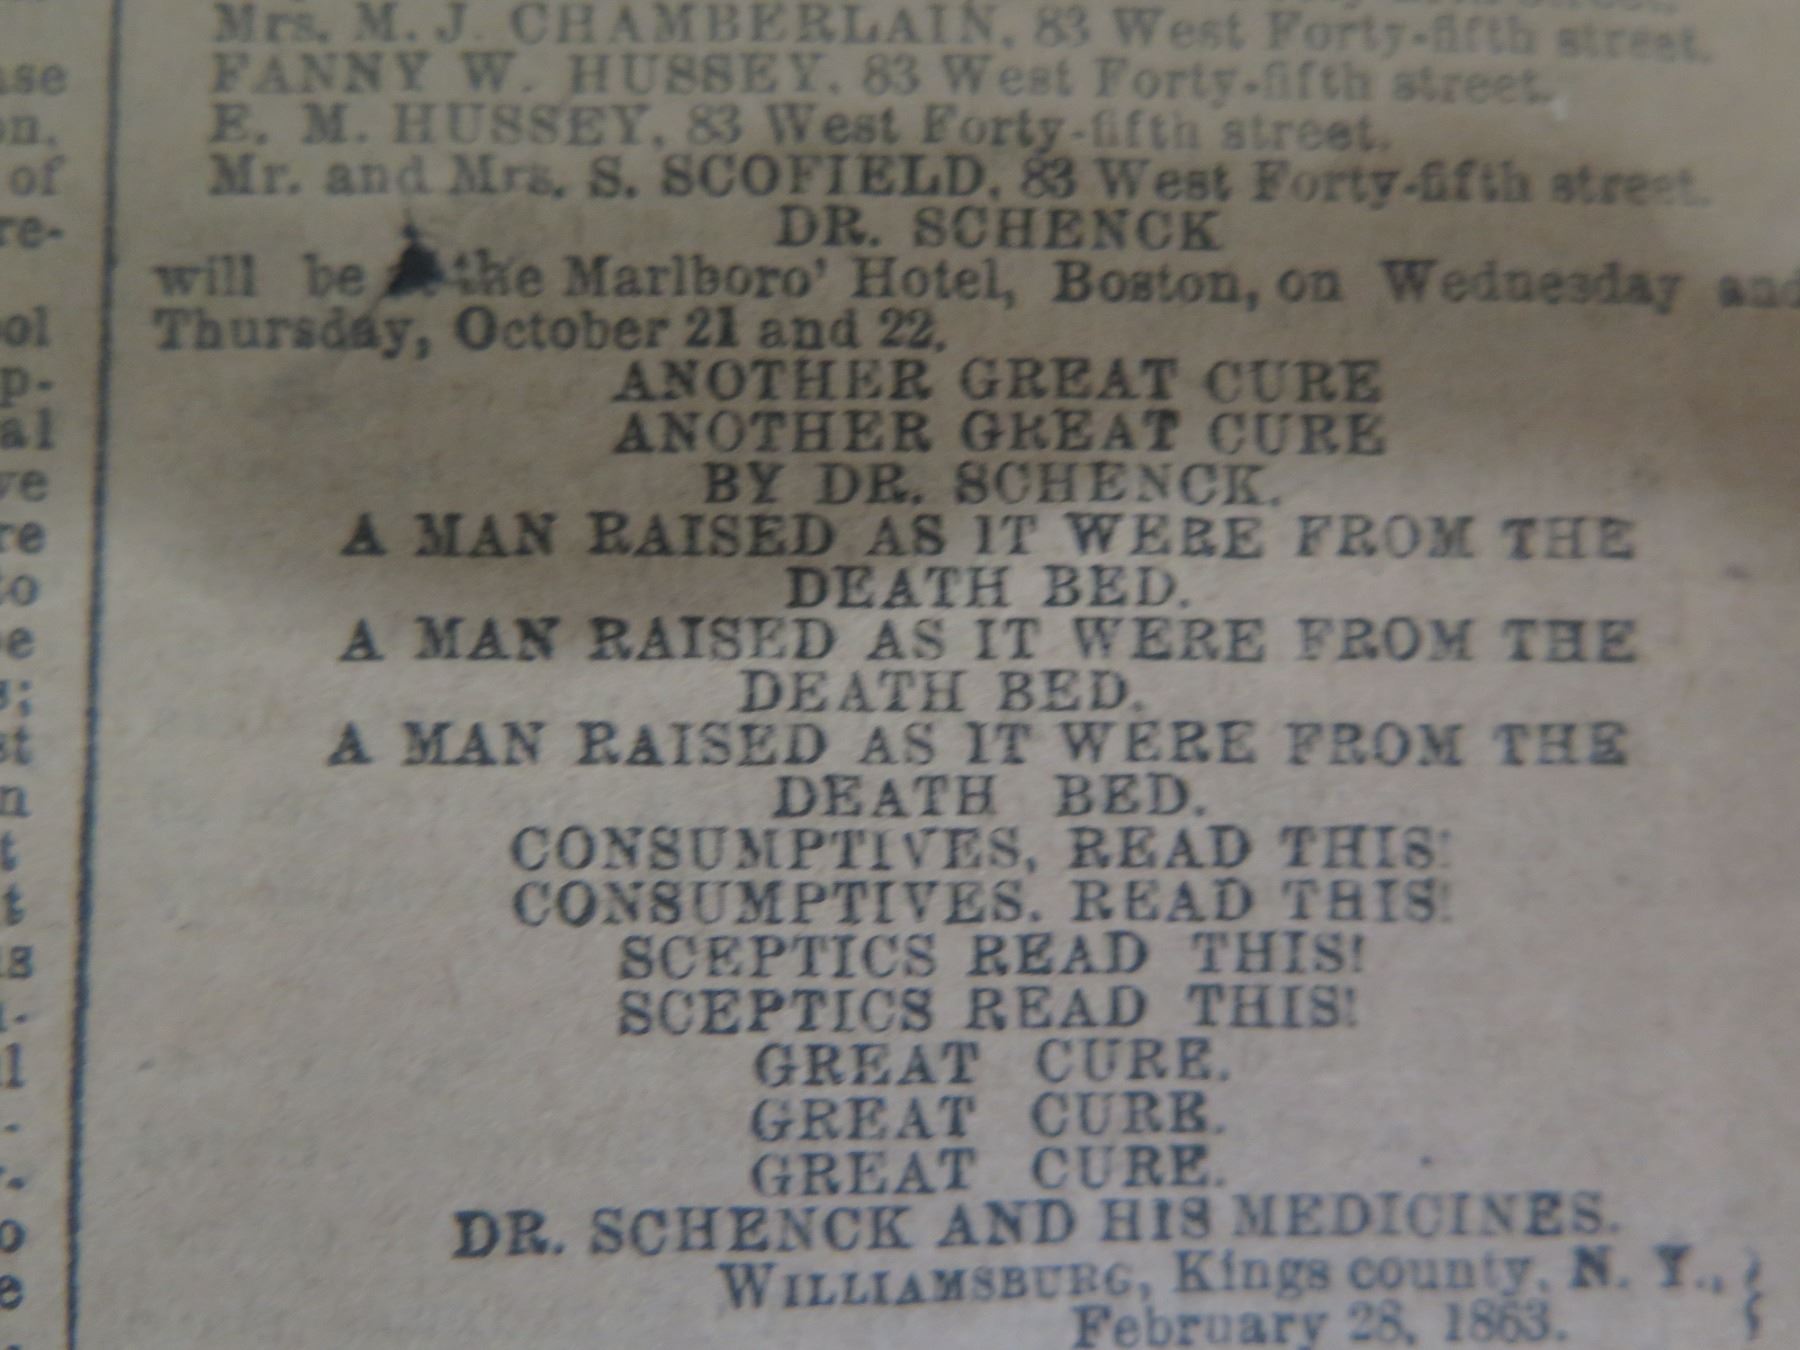 Mrs. M. J. CHAMBERLAIN, 83 West Forty-fifth street.
FANNY W. HUSSEY, 83 West Forty-fifth street.
E. M. HUSSEY, 83 West Forty-fifth street.
Mr. and Mrs. S. SCOFIELD, 83 West Forty-fifth street.
DR. SCHENCK
will be the Marlboro' Hotel, Boston, on Wednesday and
Thursday, October 21 and 22.
ANOTHER GREAT CURE
ANOTHER GREAT CURE
BY DR. SCHENCK.
A MAN RAISED AS IT WERE FROM THE
DEATH BED.
A MAN RAISED AS IT WERE FROM THE
DEATH BED.
A MAN RAISED AS IT WERE FROM THE
DEATH BED.
CONSUMPTIVES, READ THIS!
CONSUMPTIVES, READ THIS!
SCEPTICS READ THIS!
SCEPTICS READ THIS!
GREAT CURE.
GREAT CURE.
GREAT CURE.
DR. SCHENCK AND HIS MEDICINES.
WILLIAMSBURG, Kings county, N. Y., }
February 28, 1863. }